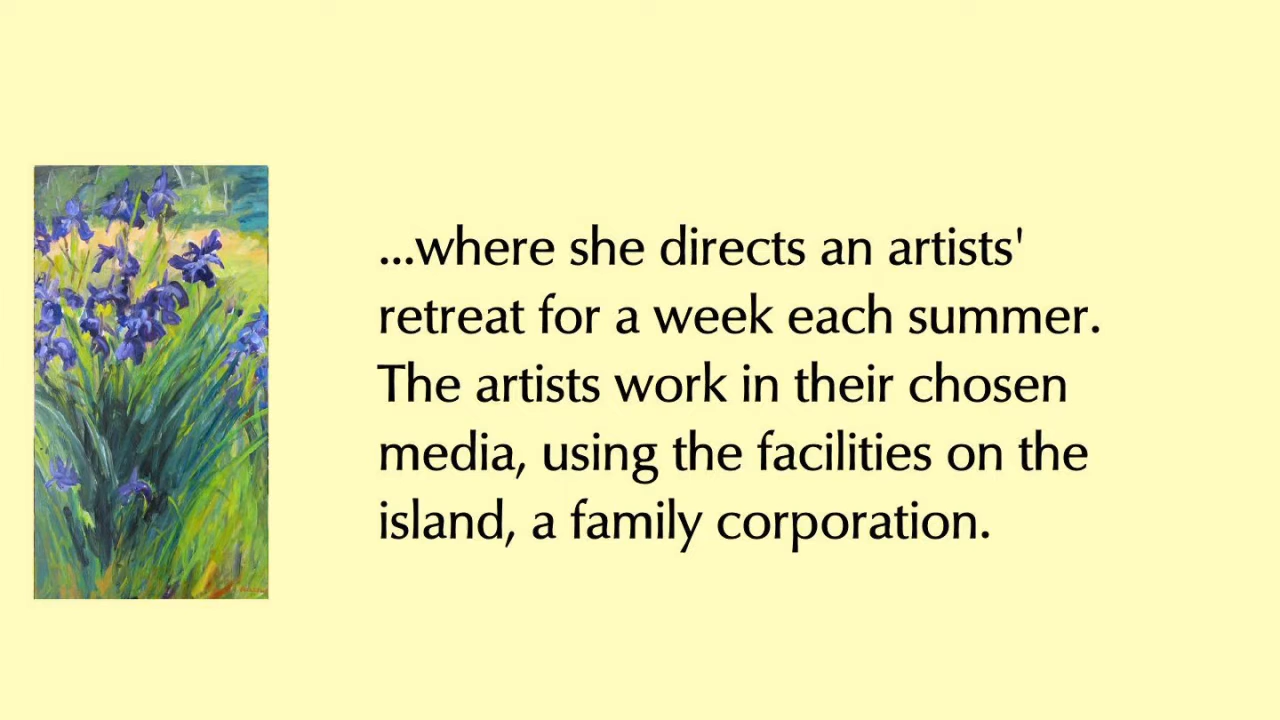 ...where she directs an artists'
retreat for a week each summer.
The artists work in their chosen
media, using the facilities on the
island, a family corporation.